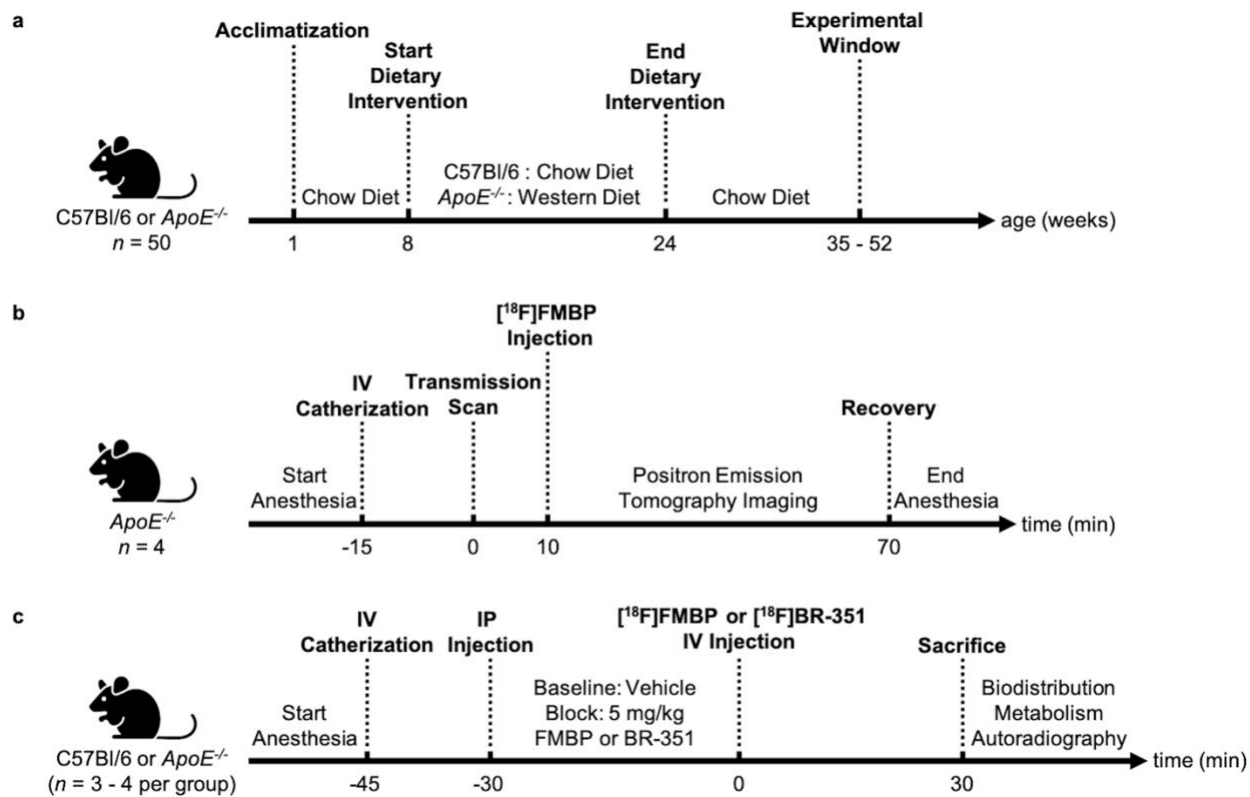 a
Acclimatization
Start
Dietary
Intervention
End
Dietary
Intervention
Experimental
Window
C57Bl/6 or ApoE-/-
n = 50
Chow Diet
C57Bl/6 : Chow Diet
ApoE-/- : Western Diet
Chow Diet
age (weeks)
1
8
24
35 - 52
b
[18F]FMBP
Injection
IV
Catherization
Transmission
Scan
Recovery
Start
Anesthesia
Positron Emission
Tomography Imaging
End
Anesthesia
ApoE-/-
n = 4
time (min)
-15
0
10
70
c
IV
Catherization
IP
Injection
[18F]FMBP or [18F]BR-351
IV Injection
Sacrifice
Start
Anesthesia
Baseline: Vehicle
Block: 5 mg/kg
FMBP or BR-351
Biodistribution
Metabolism
Autoradiography
C57Bl/6 or ApoE-/-
(n = 3 - 4 per group)
time (min)
-45
-30
0
30